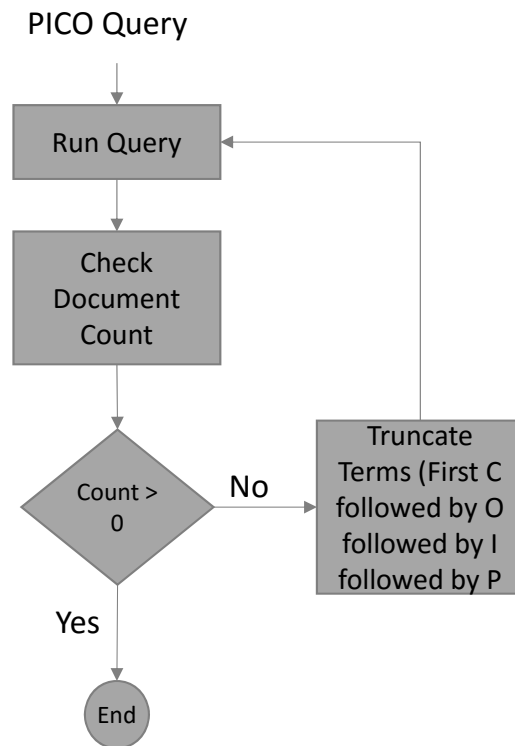 PICO Query
Run Query
Check
Document
Count
Count >
0
No
Truncate
Terms (First C
followed by O
followed by I
followed by P
Yes
End